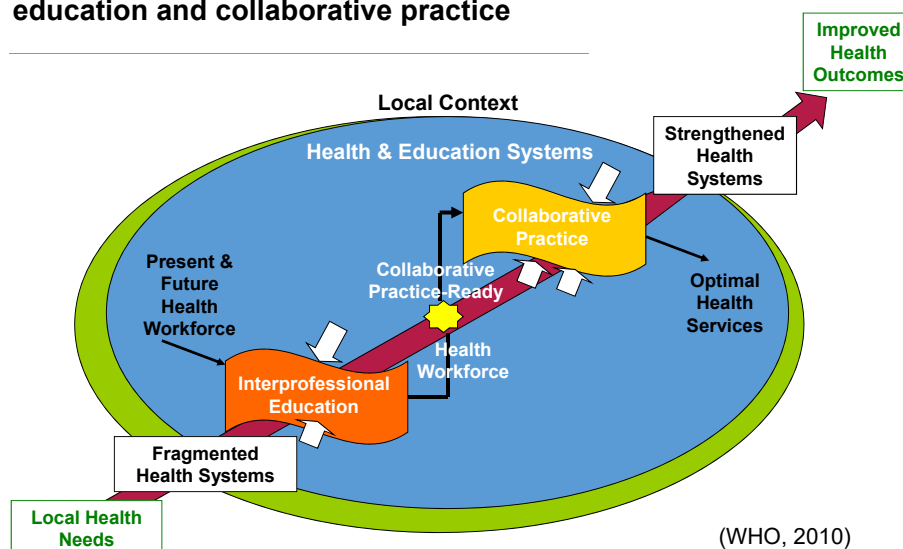 education and collaborative practice
Improved
Health
Outcomes
Local Context
Strengthened
Health
Systems
Health & Education Systems
Collaborative
Practice
Present &
Future
Health
Workforce
Collaborative
Practice-Ready
Optimal
Health
Services
Health
Workforce
Interprofessional
Education
Fragmented
Health Systems
Local Health
Needs
(WHO, 2010)